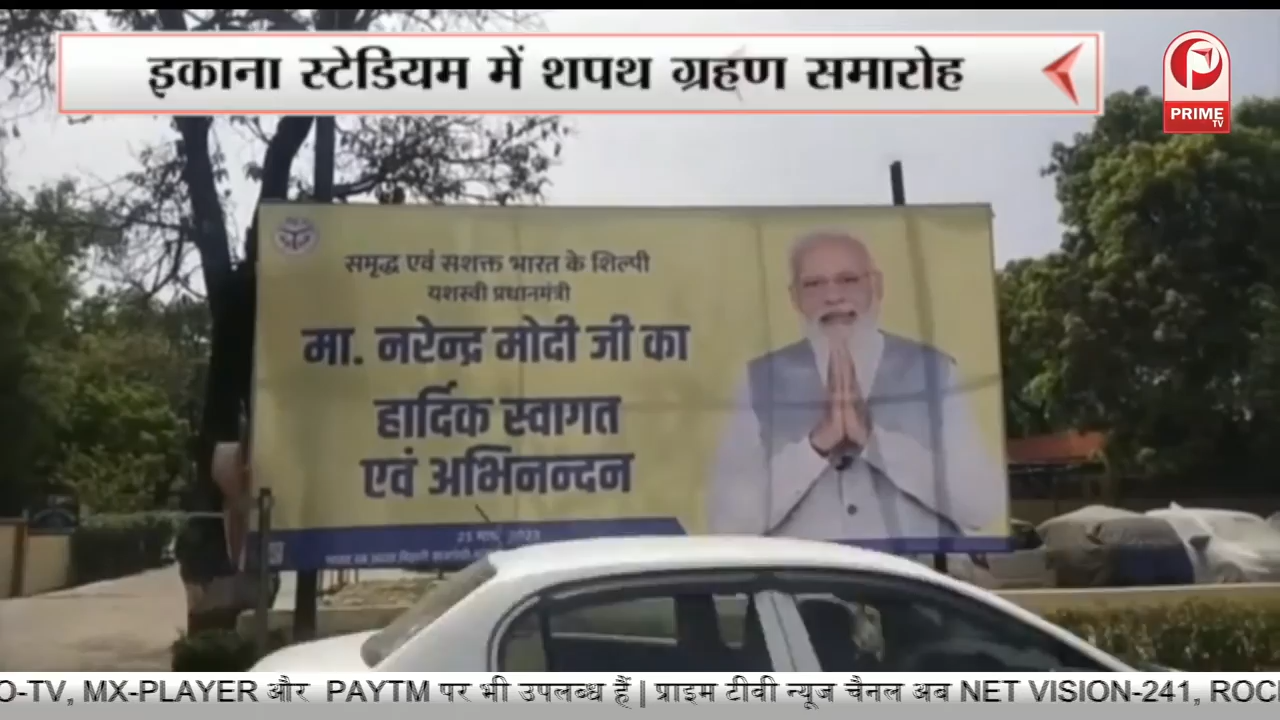 इकाना स्टेडियम में शपथ ग्रहण समारोह
PRIME
TV
समृद्ध एवं सशक्त भारत के शिल्पी
यशस्वी प्रधानमंत्री
मा. नरेन्द्र मोदी जी का
हार्दिक स्वागत
एवं अभिनन्दन
O-TV, MX-PLAYER और PAYTM पर भी उपलब्ध हैं | प्राइम टीवी न्यूज चैनल अब NET VISION-241, ROCK